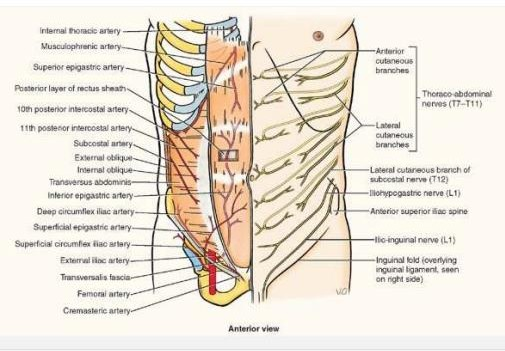 Internal thoracic artery
Musculophrenic artery
Superior epigastric artery
Posterior layer of rectus sheath
10th posterior intercostal artery
11th posterior intercostal artery
Subcostal artery
External oblique
Internal oblique
Transversus abdominis
Inferior epigastric artery
Deep circumflex iliac artery
Superficial epigastric artery
Superficial circumflex iliac artery
External iliac artery
Transversalis fascia
Femoral artery
Cremasteric artery
Anterior
cutaneous
branches
Thoraco-abdominal
nerves (T7–T11)
Lateral
cutaneous
branches
Lateral cutaneous branch of
subcostal nerve (T12)
Iliohypogastric nerve (L1)
Anterior superior iliac spine
Ilio-inguinal nerve (L1)
Inguinal fold (overlying
inguinal ligament, seen
on right side)
Anterior view